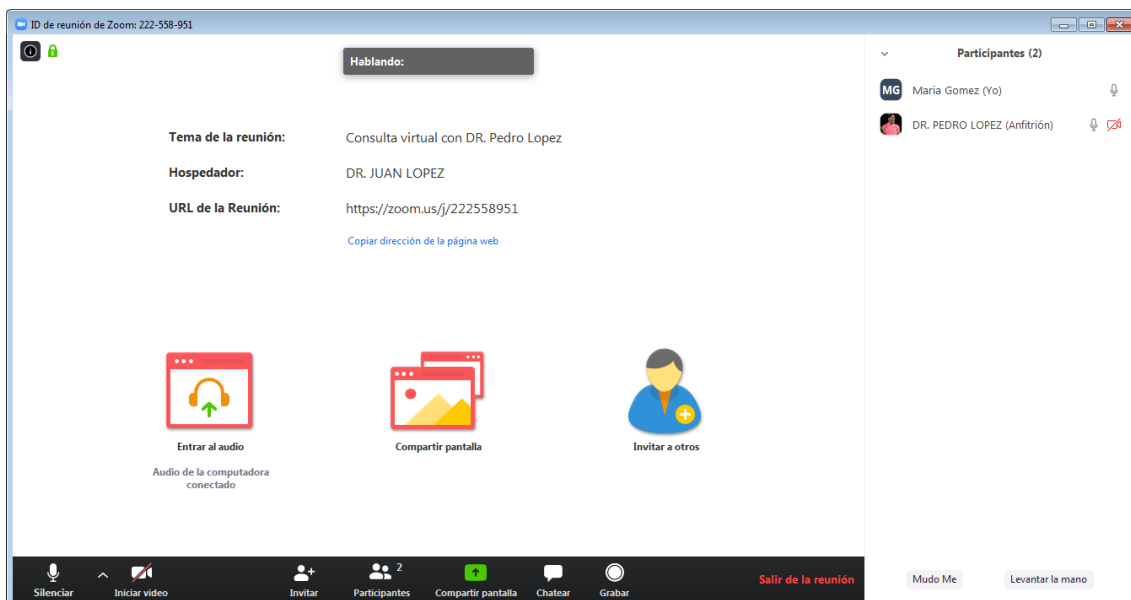 ID de reunión de Zoom: 222-558-951
Hablando:
Tema de la reunión: Consulta virtual con DR. Pedro Lopez
Hospedador: DR. JUAN LOPEZ
URL de la Reunión: https://zoom.us/j/222558951
Copiar dirección de la página web
Entrar al audio
Audio de la computadora
conectado
Compartir pantalla
Invitar a otros
Participantes (2)
MG Maria Gomez (Yo)
DR. PEDRO LOPEZ (Anfitrión)
Silenciar
Iniciar video
Invitar
Participantes 2
Compartir pantalla
Chatear
Grabar
Salir de la reunión
Mudo Me
Levantar la mano